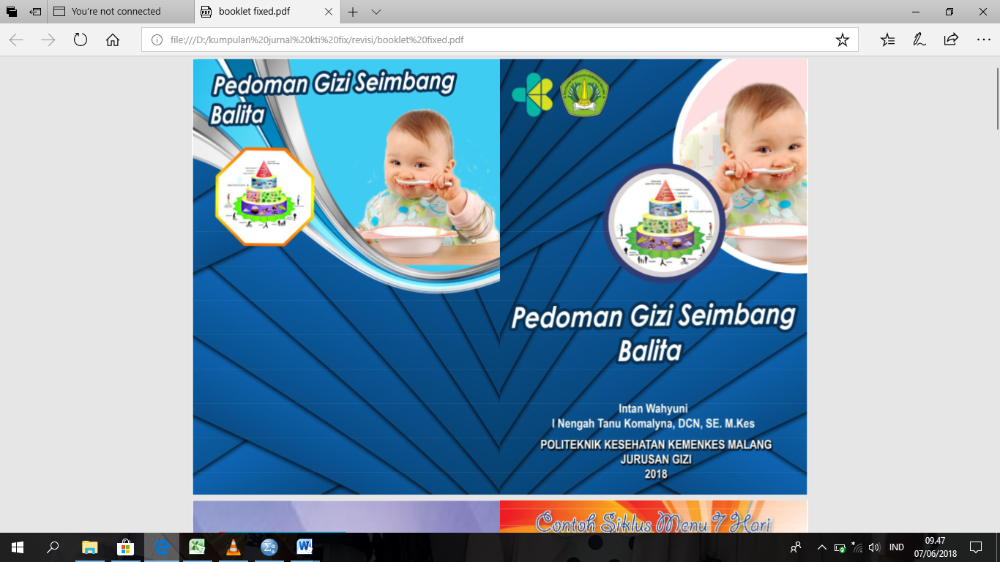 You're not connected
booklet fixed.pdf
file:///D:/kumpulan%20jurnal%20kti%20fix/revisi/booklet%20fixed.pdf
Pedoman Gizi Seimbang
Balita
Pedoman Gizi Seimbang
Balita
Intan Wahyuni
I Nengah Tanu Komalyna, DCN, SE. M.Kes
POLITEKNIK KESEHATAN KEMENKES MALANG
JURUSAN GIZI
2018
Contoh Siklus Menu 7 Hari
IND
09.47
07/06/2018